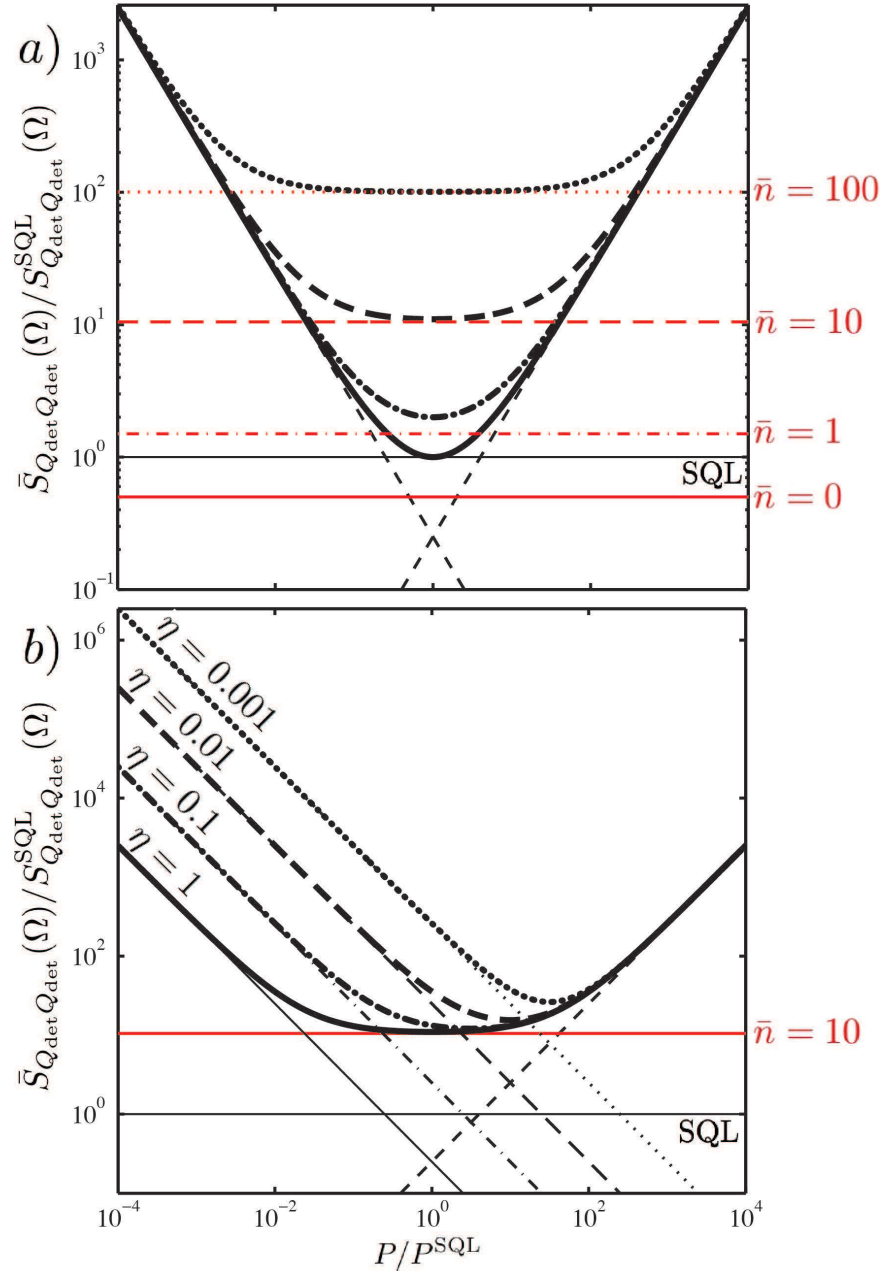 a)
S̄_{Q_det Q_det}(Ω)/S^{SQL}_{Q_det Q_det}(Ω)
10^3
10^2
10^1
10^0
10^{-1}
n̄ = 100
n̄ = 10
n̄ = 1
SQL
n̄ = 0
b)
S̄_{Q_det Q_det}(Ω)/S^{SQL}_{Q_det Q_det}(Ω)
10^6
10^4
10^2
10^0
η = 0.001
η = 0.01
η = 0.1
η = 1
n̄ = 10
SQL
10^{-4} 10^{-2} 10^0 10^2 10^4
P/P^{SQL}